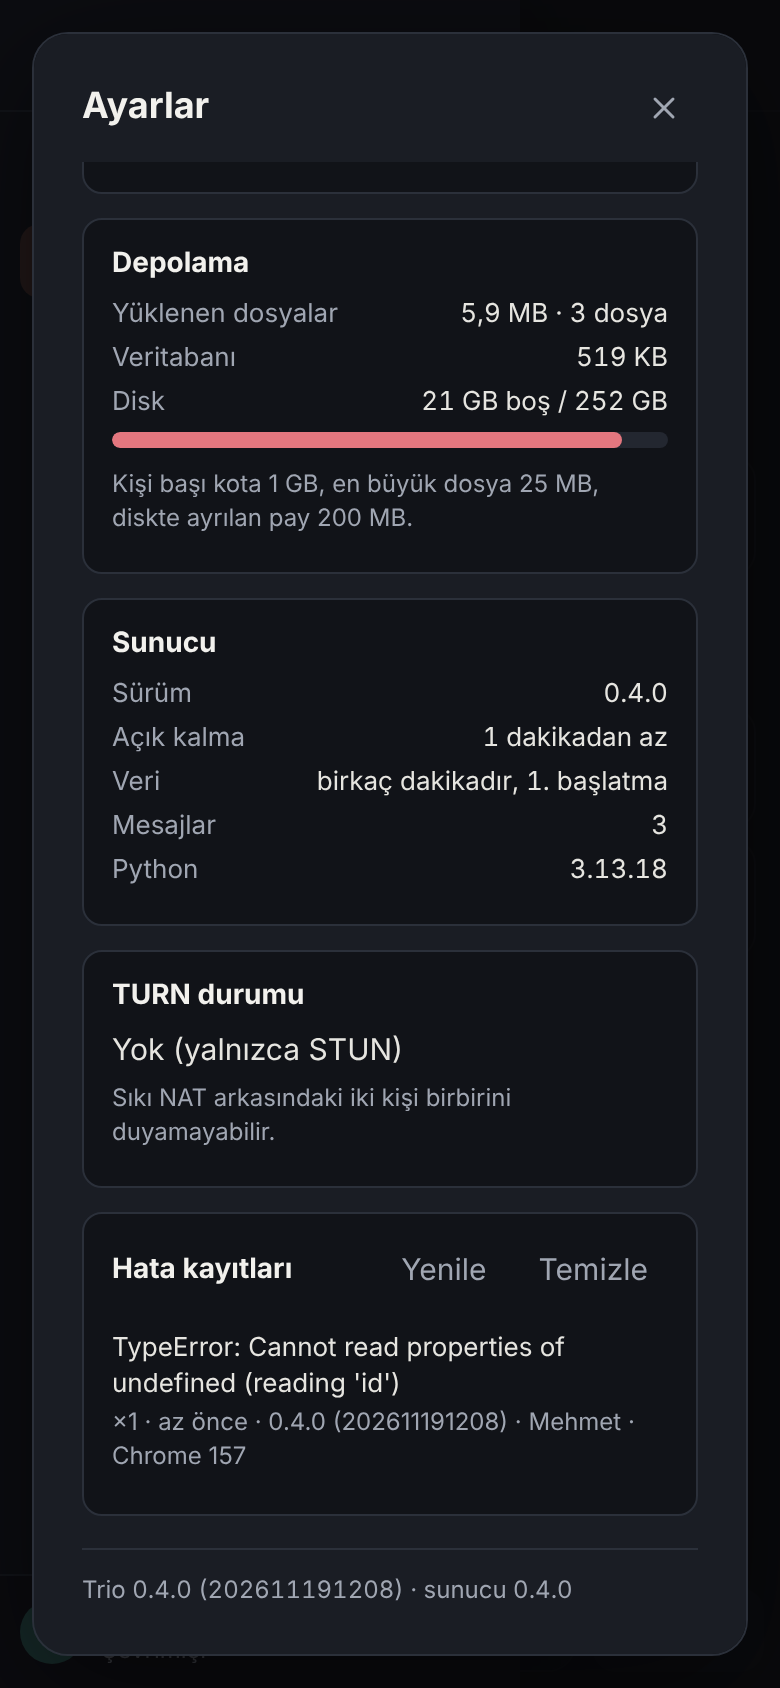 Ayarlar
Depolama
Yüklenen dosyalar 5,9 MB · 3 dosya
Veritabanı 519 KB
Disk 21 GB boş / 252 GB
Kişi başı kota 1 GB, en büyük dosya 25 MB,
diskte ayrılan pay 200 MB.
Sunucu
Sürüm 0.4.0
Açık kalma 1 dakikadan az
Veri birkaç dakikadır, 1. başlatma
Mesajlar 3
Python 3.13.18
TURN durumu
Yok (yalnızca STUN)
Sıkı NAT arkasındaki iki kişi birbirini
duyamayabilir.
Hata kayıtları Yenile Temizle
TypeError: Cannot read properties of
undefined (reading 'id')
×1 · az önce · 0.4.0 (202611191208) · Mehmet ·
Chrome 157
Trio 0.4.0 (202611191208) · sunucu 0.4.0